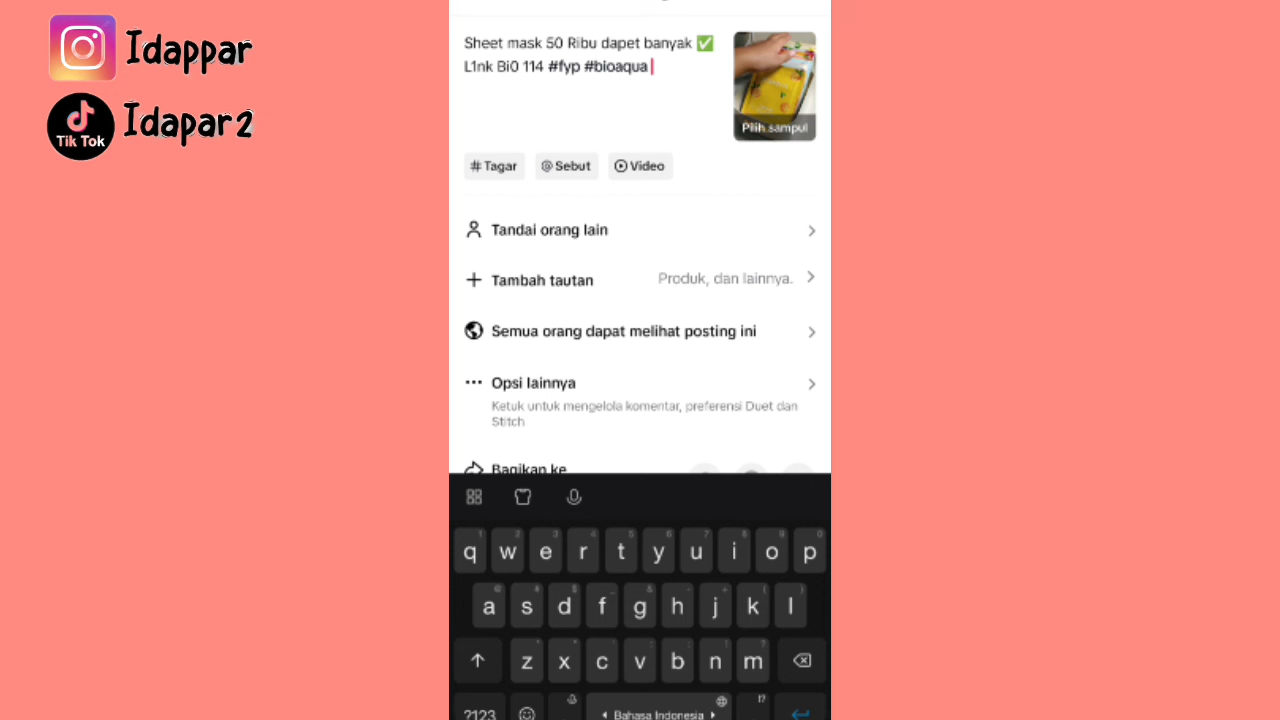 Idappar
Tik Tok
Idapar2
Sheet mask 50 Ribu dapet banyak ✅
L1nk Bi0 114 #fyp #bioaqua
Pilih sampul
# Tagar
@ Sebut
Video
Tandai orang lain
Tambah tautan
Produk, dan lainnya.
Semua orang dapat melihat posting ini
Opsi lainnya
Ketuk untuk mengelola komentar, preferensi Duet dan
Stitch
Bagikan ke
q w e r t y u i o p
a s d f g h j k l
z x c v b n m
?123
Bahasa Indonesia